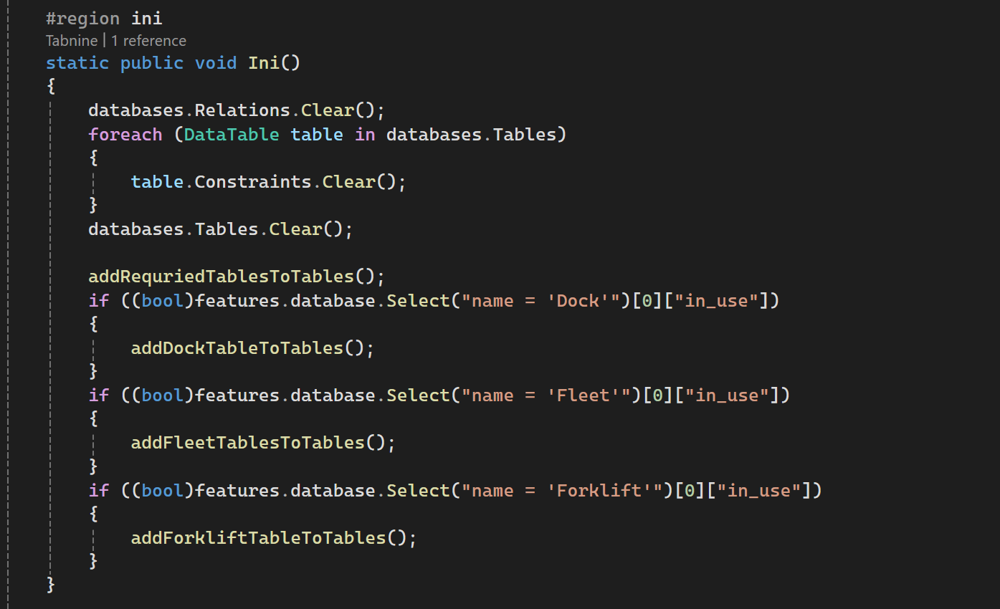 #region ini
Tabnine | 1 reference
static public void Ini()
{
databases.Relations.Clear();
foreach (DataTable table in databases.Tables)
{
table.Constraints.Clear();
}
databases.Tables.Clear();
addRequriedTablesToTables();
if ((bool)features.database.Select("name = 'Dock'")[0]["in_use"])
{
addDockTableToTables();
}
if ((bool)features.database.Select("name = 'Fleet'")[0]["in_use"])
{
addFleetTablesToTables();
}
if ((bool)features.database.Select("name = 'Forklift'")[0]["in_use"])
{
addForkliftTableToTables();
}
}